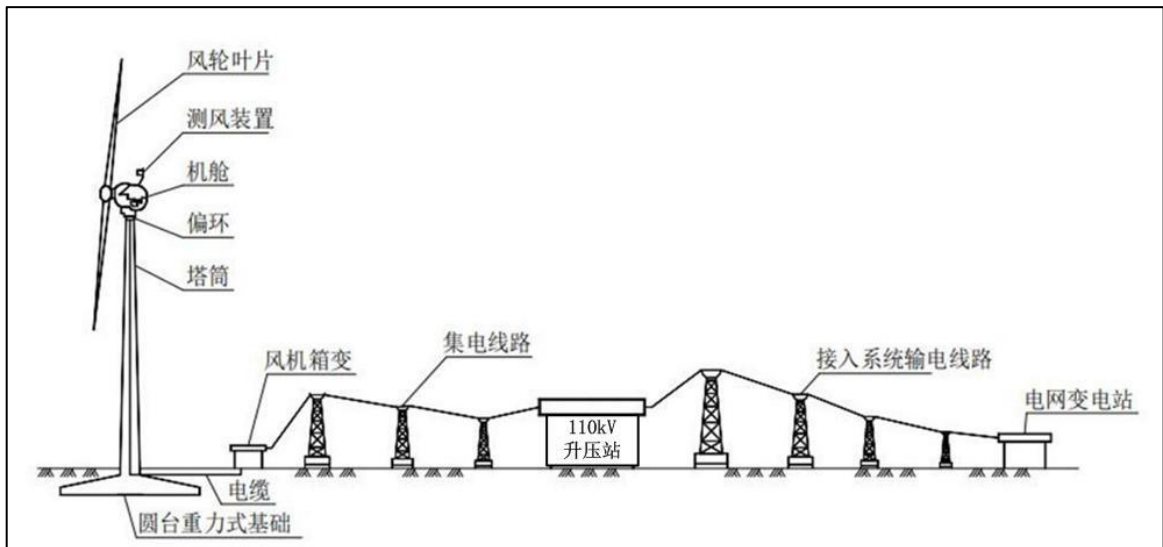 风轮叶片
测风装置
机舱
偏环
塔筒
风机箱变
集电线路
110kV
升压站
接入系统输电线路
电网变电站
电缆
圆台重力式基础